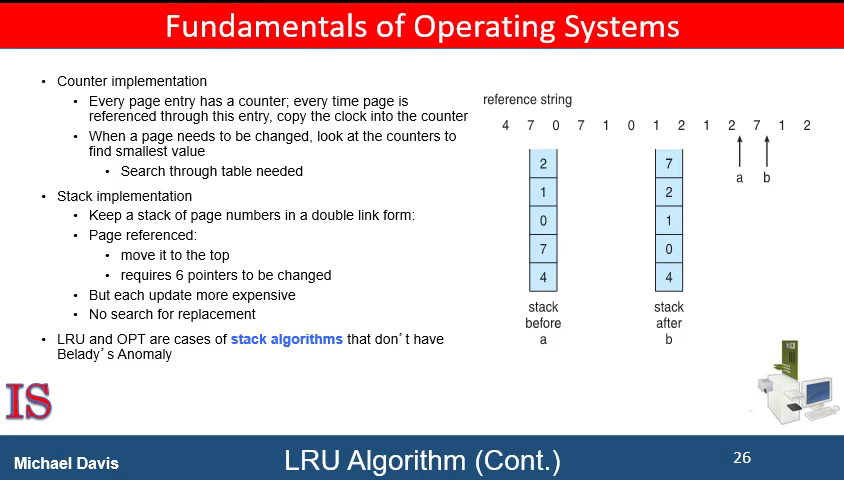 Fundamentals of Operating Systems
• Counter implementation
• Every page entry has a counter; every time page is
referenced through this entry, copy the clock into the counter
• When a page needs to be changed, look at the counters to
find smallest value
• Search through table needed
• Stack implementation
• Keep a stack of page numbers in a double link form:
• Page referenced:
• move it to the top
• requires 6 pointers to be changed
• But each update more expensive
• No search for replacement
• LRU and OPT are cases of stack algorithms that don’t have
Belady’s Anomaly
reference string
4 7 0 7 1 0 1 2 1 2 7 1 2
a b
2
1
0
7
4
stack
before
a
7
2
1
0
4
stack
after
b
IS
Michael Davis
LRU Algorithm (Cont.)
26